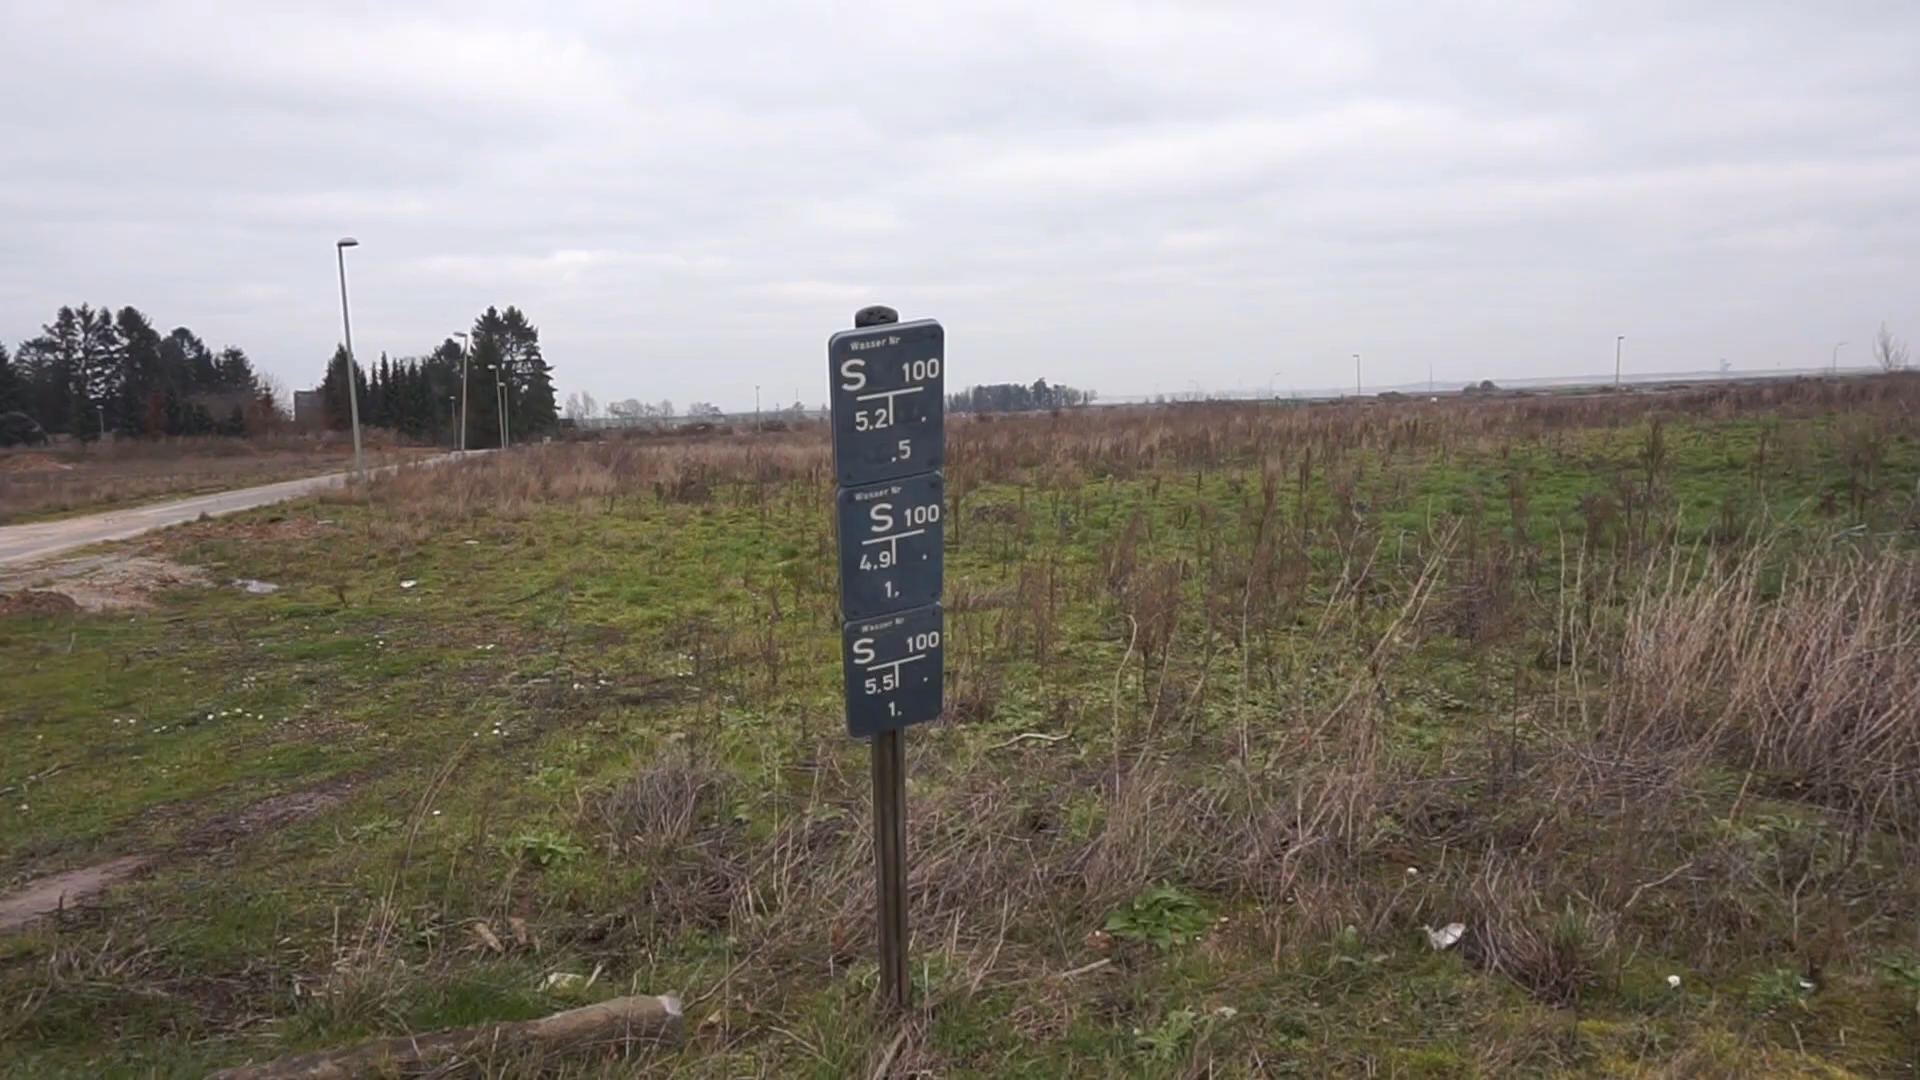 Wasser Nr
S 100
5.2 .
.5
Wasser Nr
S 100
4.9 .
1.
Wasser Nr
S 100
5.5 .
1.